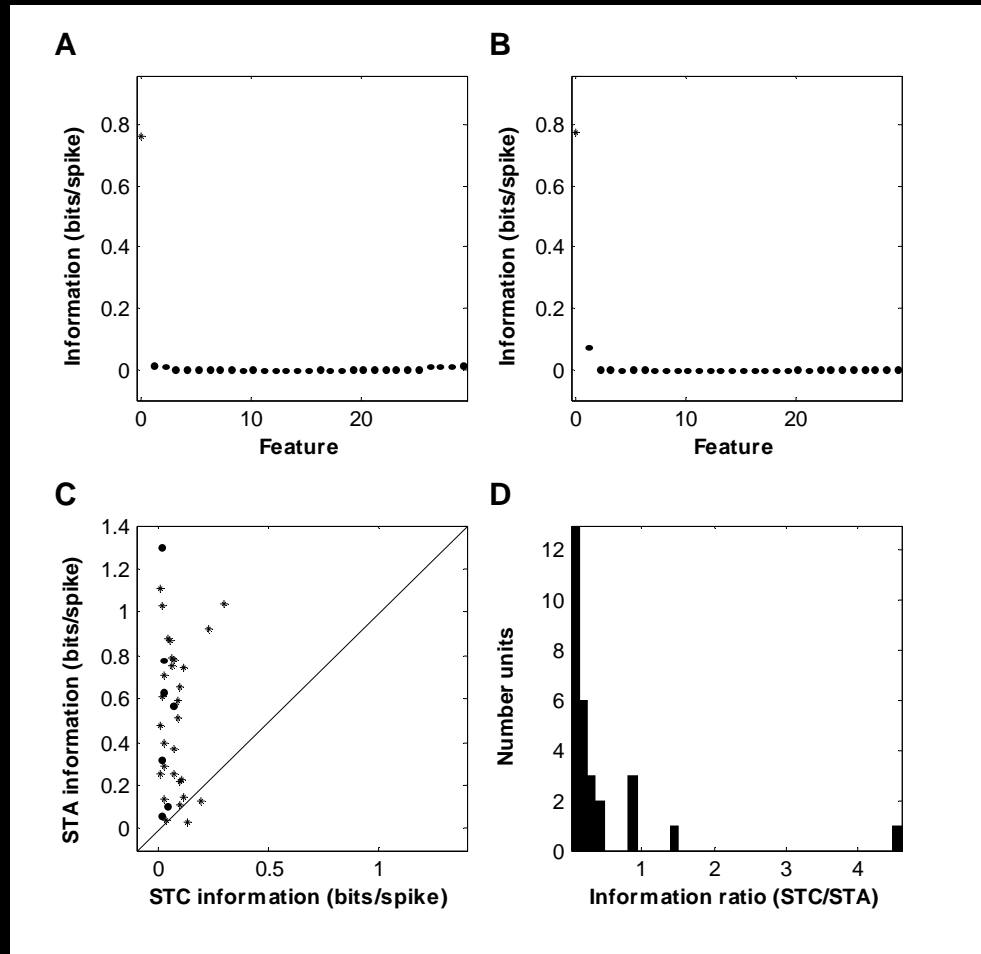 A
B
Information (bits/spike)
0.8
0.6
0.4
0.2
0
0 10 20
Feature
Information (bits/spike)
0.8
0.6
0.4
0.2
0
0 10 20
Feature
C
D
STA information (bits/spike)
1.4
1.2
1
0.8
0.6
0.4
0.2
0
0 0.5 1
STC information (bits/spike)
Number units
12
10
8
6
4
2
0
1 2 3 4
Information ratio (STC/STA)